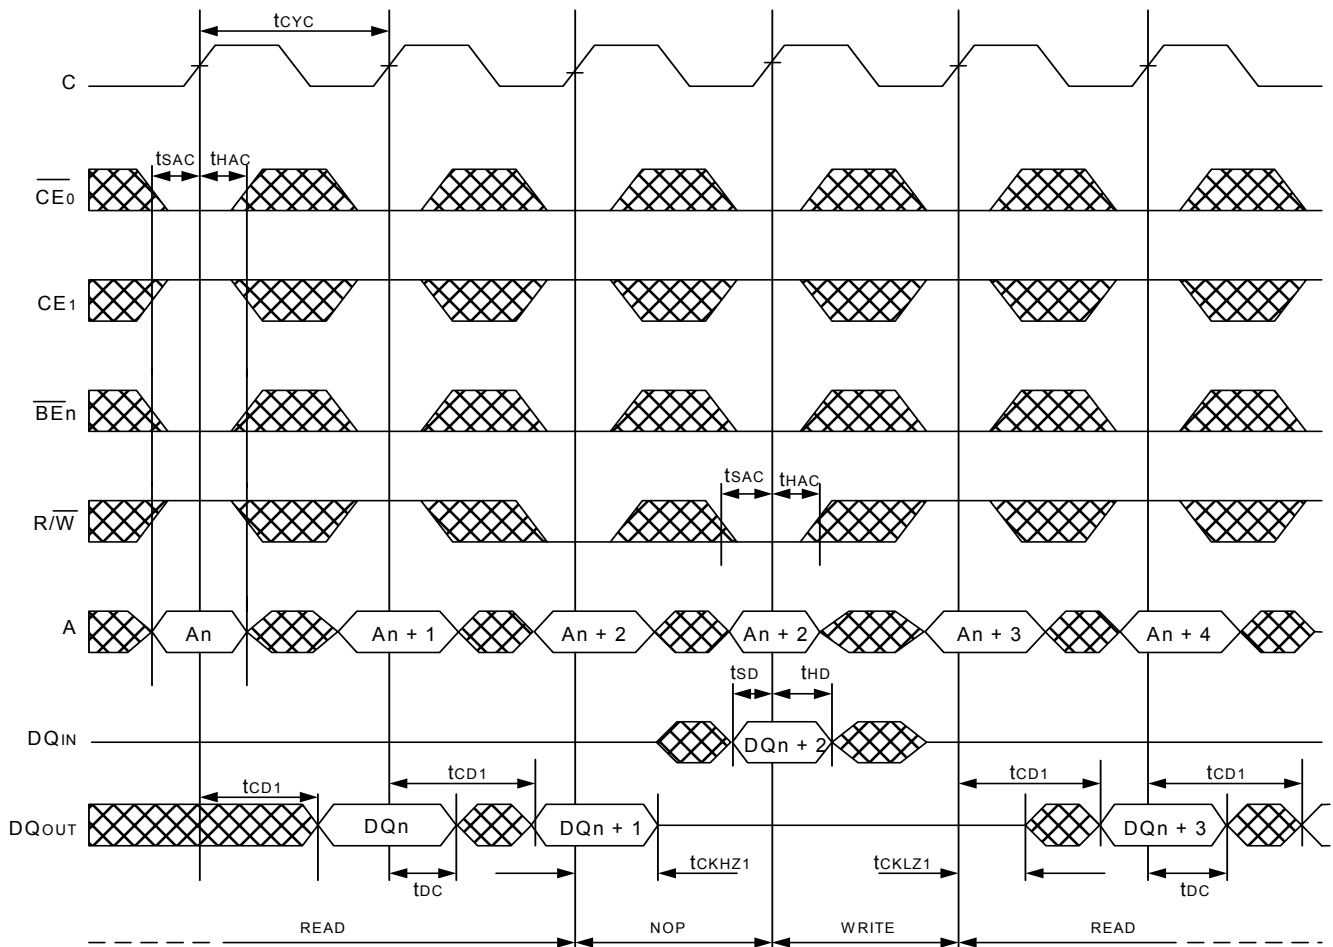 tCYC
C
tSAC tHAC
CE0
CE1
BEn
tSAC tHAC
R/W
A An An + 1 An + 2 An + 2 An + 3 An + 4
tSD tHD
DQIN DQn + 2
tCD1 tCD1 tCD1 tCD1
DQOUT DQn DQn + 1 DQn + 3
tDC tCKHZ1 tCKLZ1 tDC
READ NOP WRITE READ